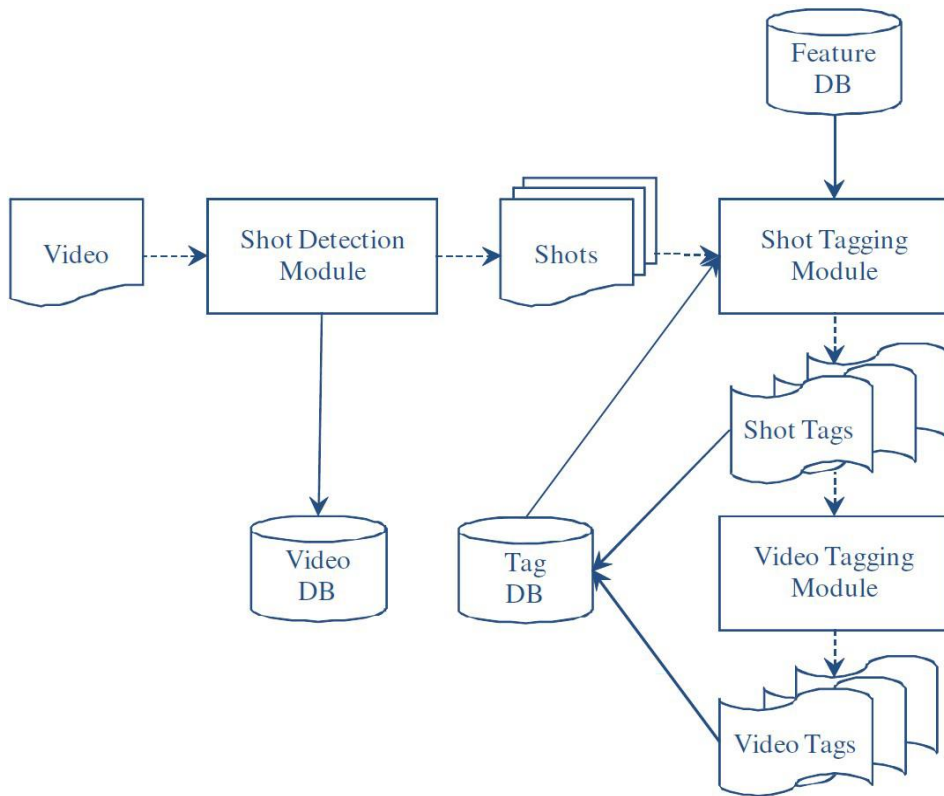 Feature
DB
Video
Shot Detection
Module
Shots
Shot Tagging
Module
Shot Tags
Video
DB
Tag
DB
Video Tagging
Module
Video Tags